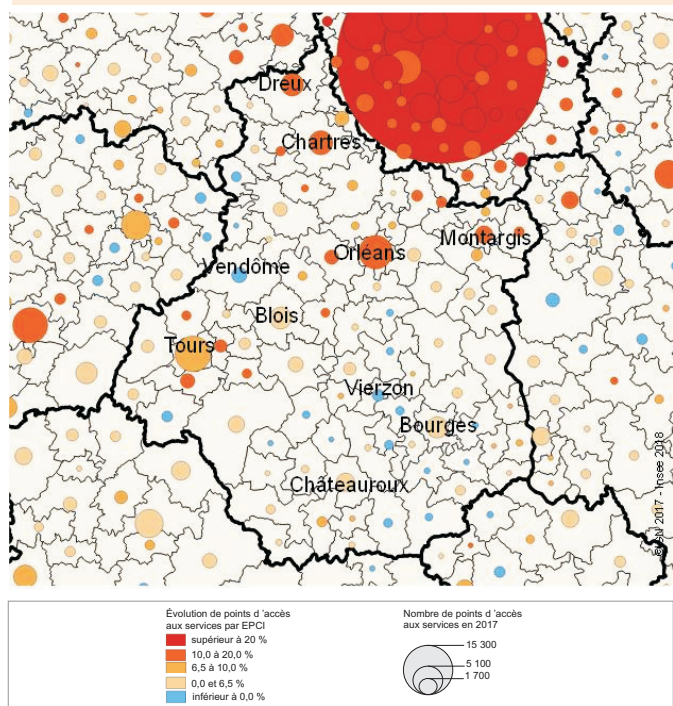 Dreux
Chartres
Orléans
Montargis
Vendôme
Blois
Tours
Vierzon
Bourges
Châteauroux
©IGN 2017 - Insee 2018
Évolution de points d 'accès
aux services par EPCI
supérieur à 20 %
10,0 à 20,0 %
6,5 à 10,0 %
0,0 et 6,5 %
inférieur à 0,0 %
Nombre de points d 'accès
aux services en 2017
15 300
5 100
1 700